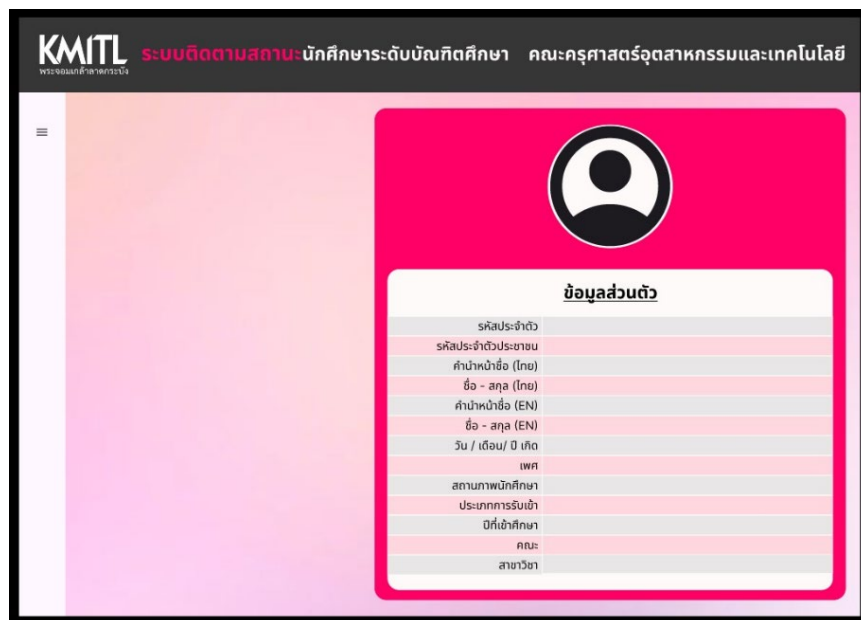 KMITL
พระจอมเกล้าลาดกระบัง
ระบบติดตามสถานะนักศึกษาระดับบัณฑิตศึกษา คณะครุศาสตร์อุตสาหกรรมและเทคโนโลยี
ข้อมูลส่วนตัว
รหัสประจำตัว
รหัสประจำตัวประชาชน
คำนำหน้าชื่อ (ไทย)
ชื่อ - สกุล (ไทย)
คำนำหน้าชื่อ (EN)
ชื่อ - สกุล (EN)
วัน / เดือน/ ปี เกิด
เพศ
สถานภาพนักศึกษา
ประเภทการรับเข้า
ปีที่เข้าศึกษา
คณะ
สาขาวิชา